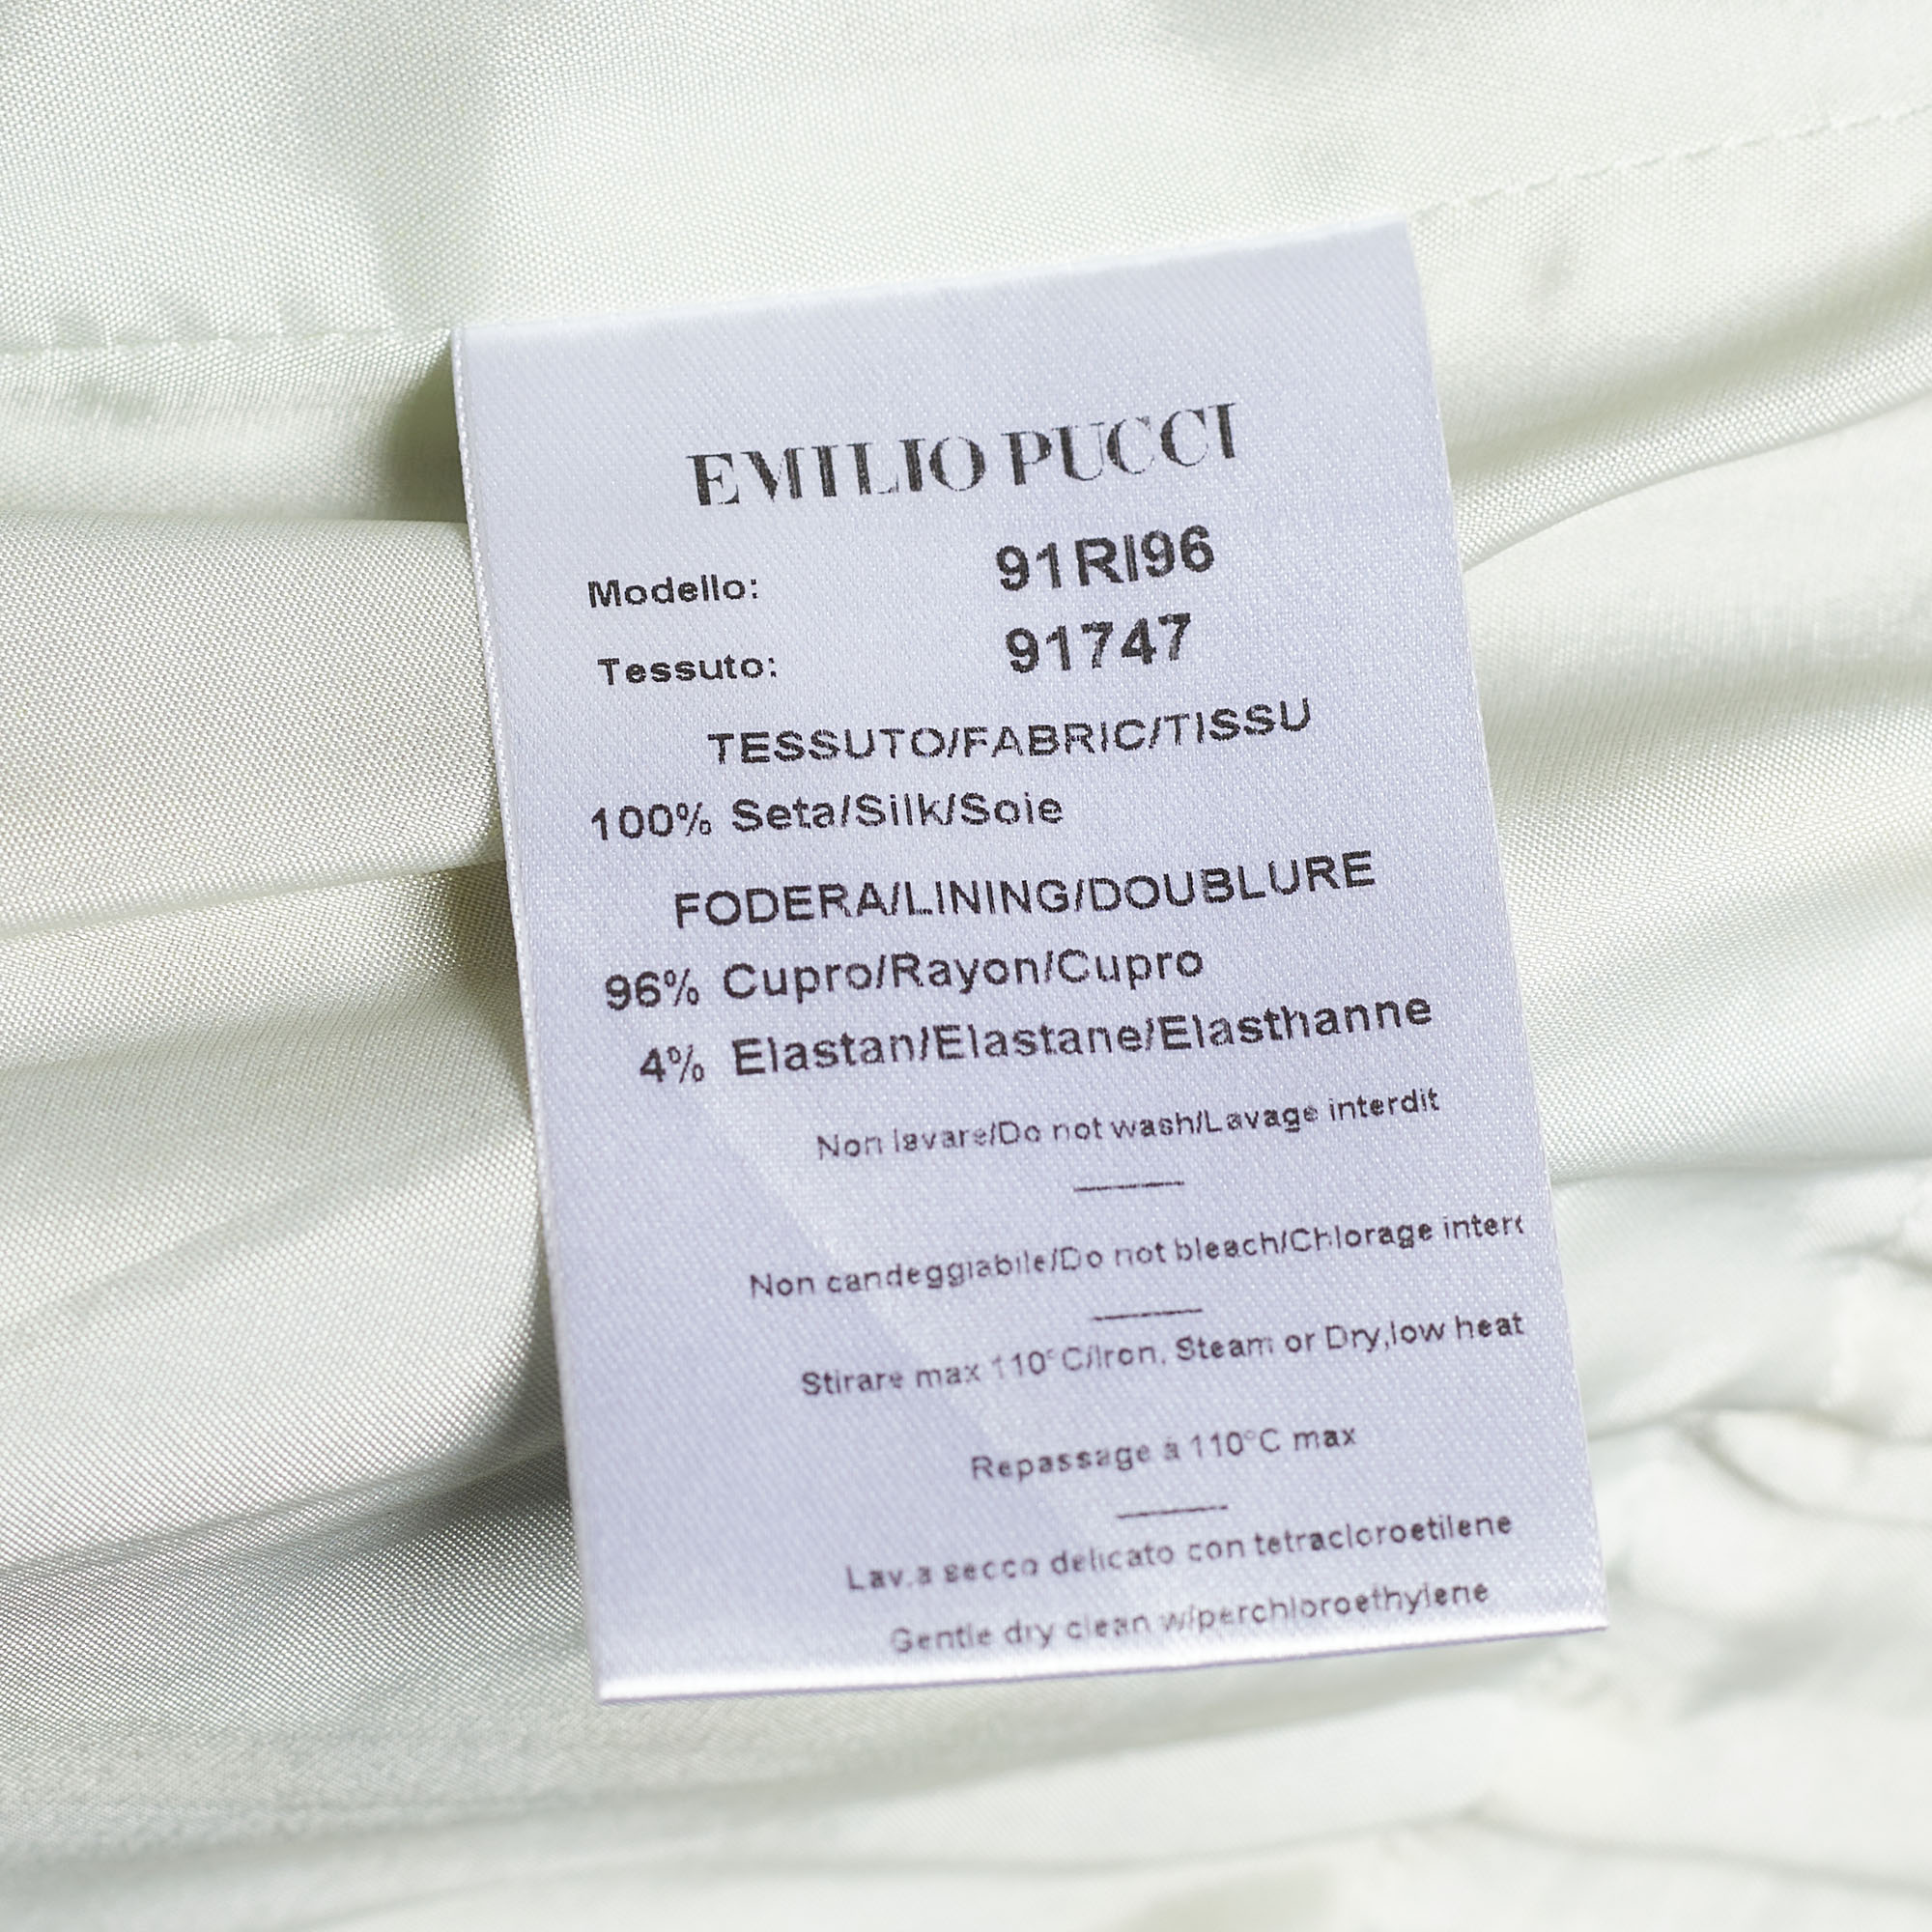 EMILIO PUCCI
Modello: 91RI96
Tessuto: 91747
TESSUTO/FABRIC/TISSU
100% Seta/Silk/Soie
FODERA/LINING/DOUBLURE
96% Cupro/Rayon/Cupro
4% Elastan/Elastane/Elasthanne
Non lavare/Do not wash/Lavage interdit
Non candeggiabile/Do not bleach/Chlorage inter
Stirare max 110°C/Iron, Steam or Dry,low heat
Repassage à 110°C max
Lav.a secco delicato con tetracloroetilene
Gentle dry clean w/perchloroethylene